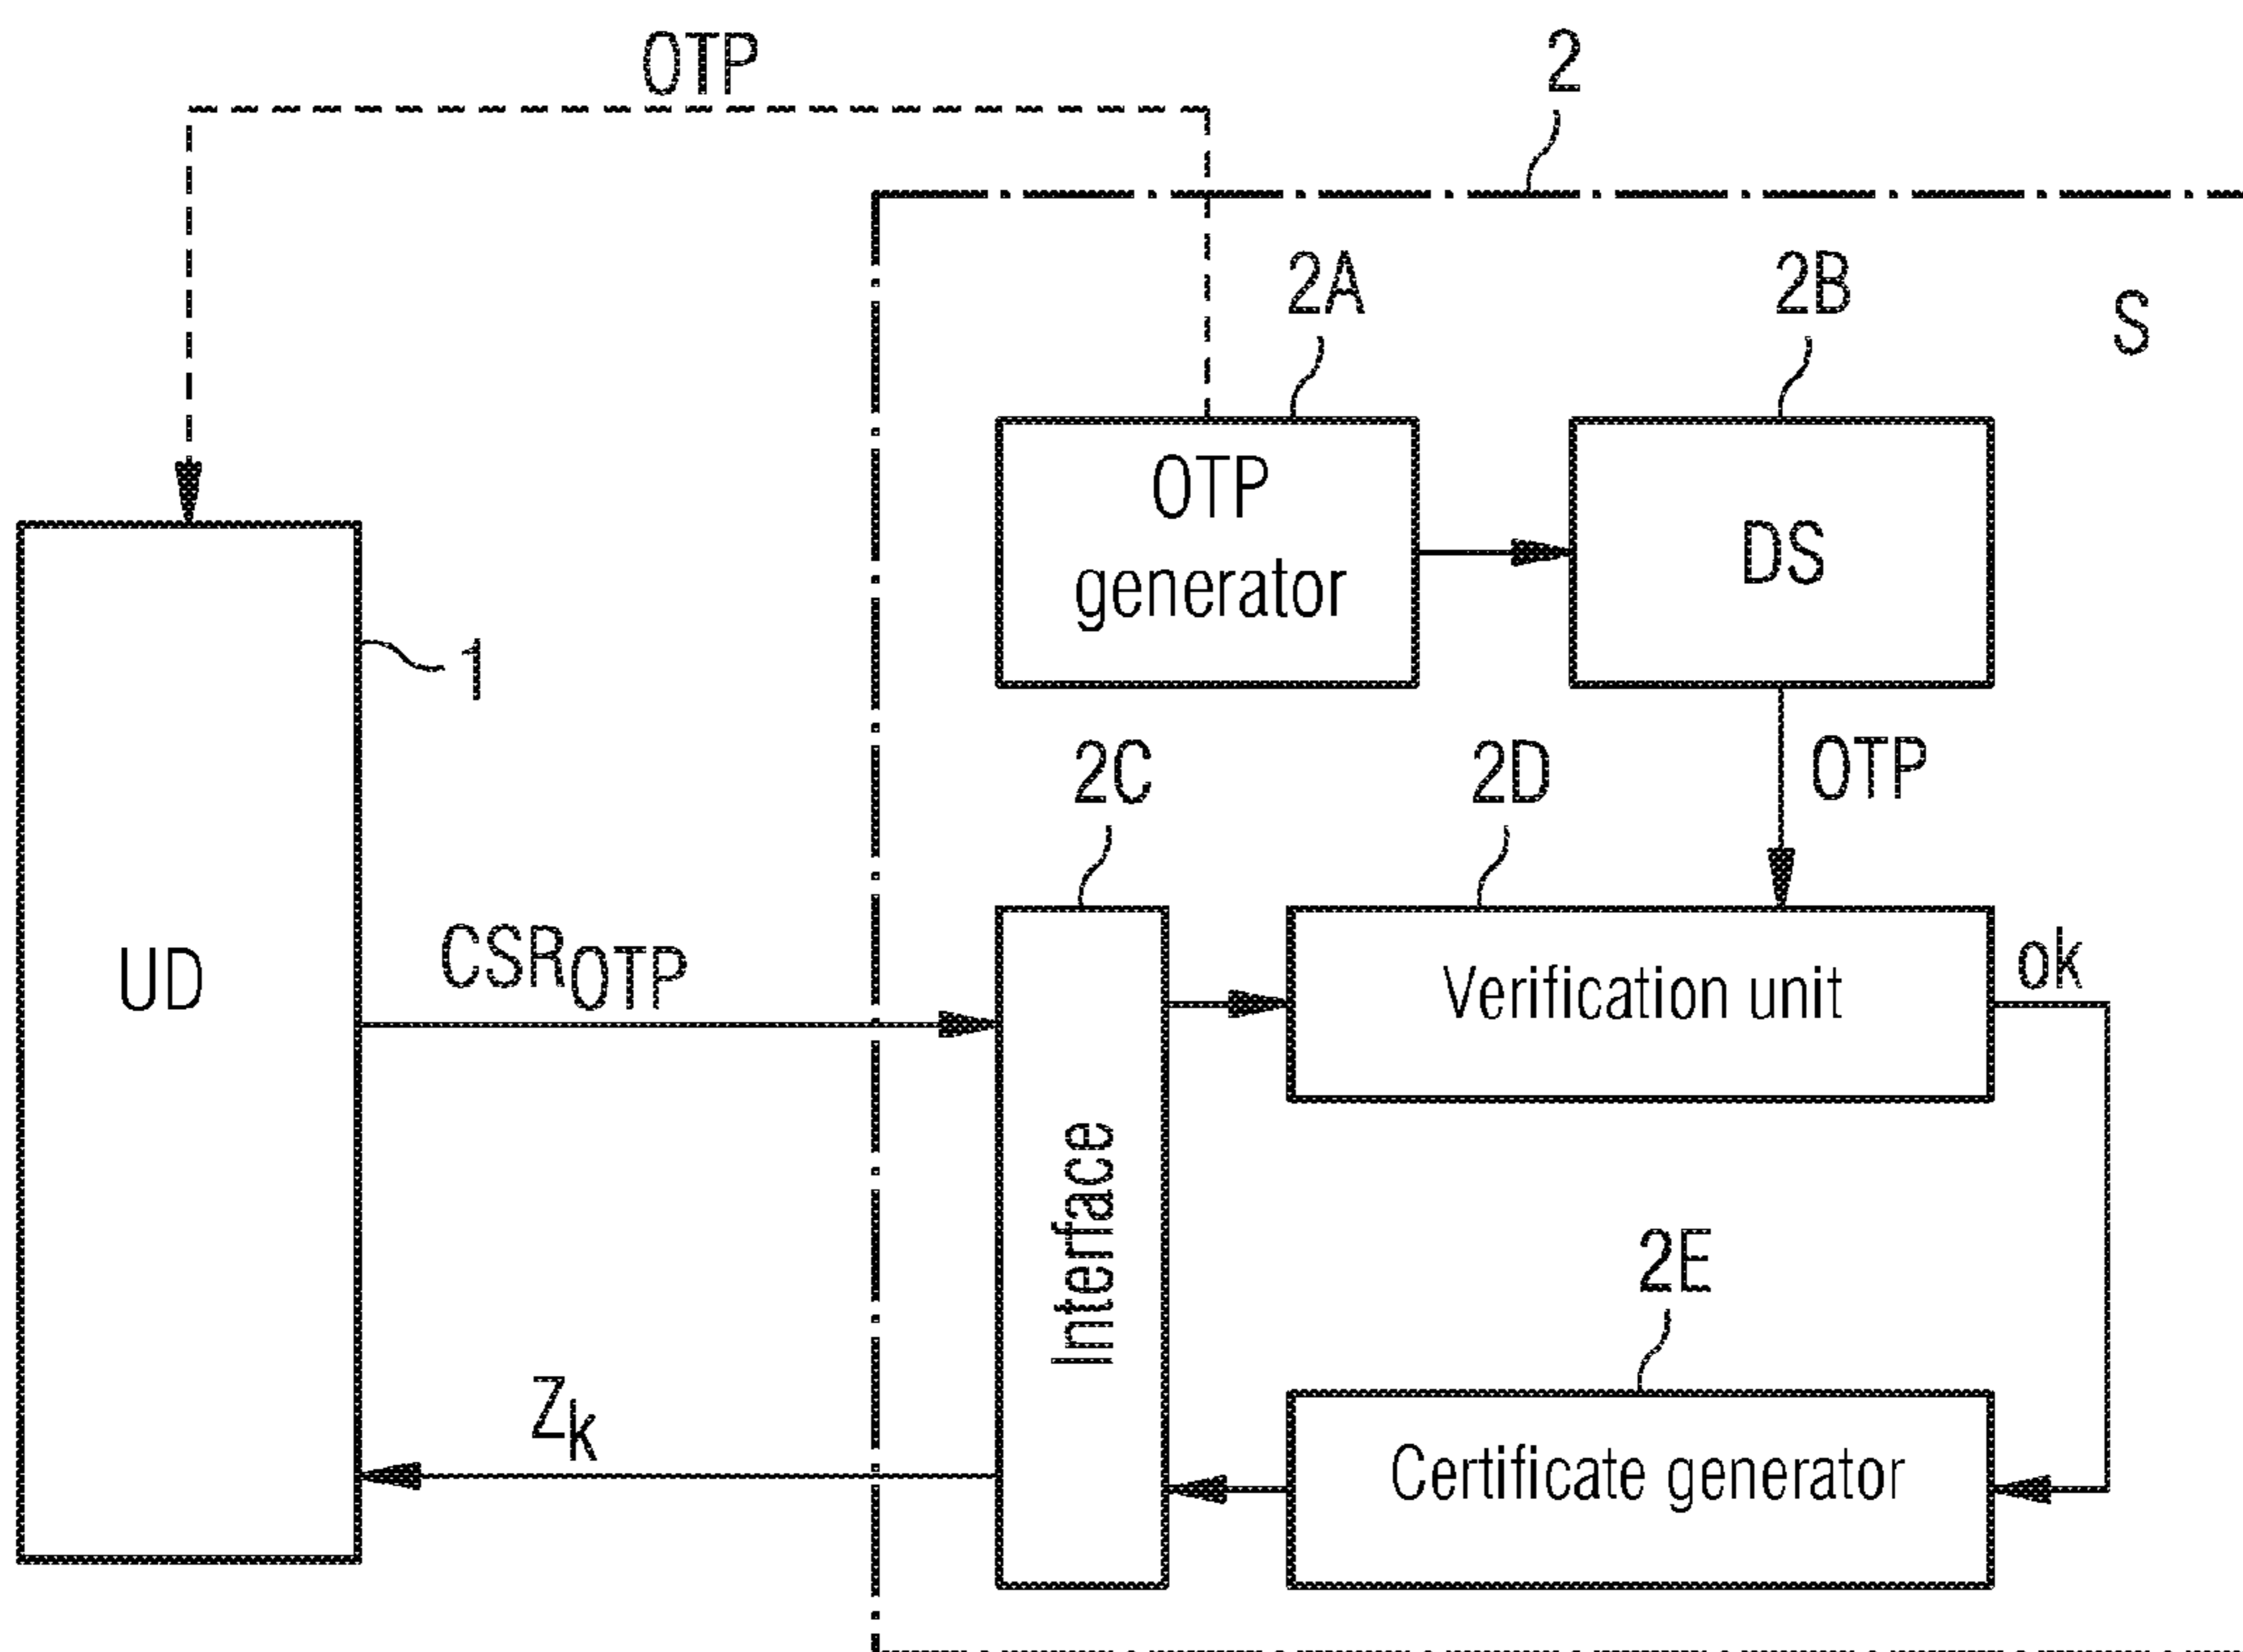 OTP
2
2A
2B
S
OTP
generator
DS
1
2C
2D
OTP
UD
CSROTP
Verification unit
ok
Interface
2E
Zk
Certificate generator